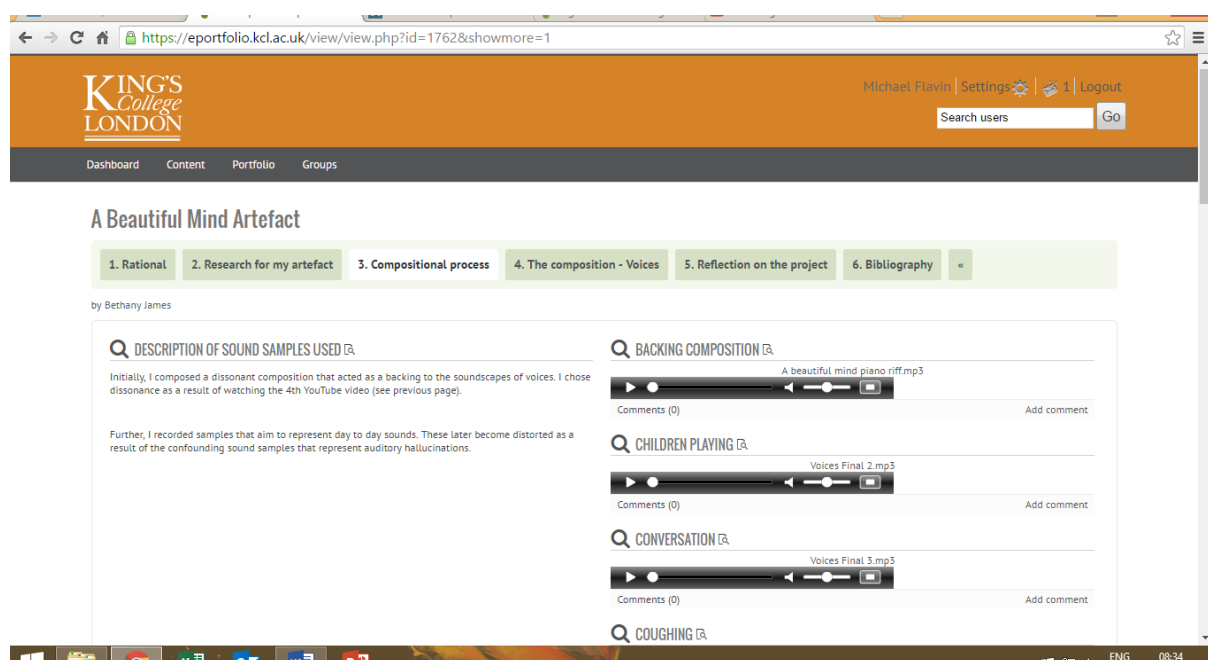 https://eportfolio.kcl.ac.uk/view/view.php?id=1762&showmore=1
KING'S
College
LONDON
Michael Flavin Settings 1 Logout
Search users Go
Dashboard Content Portfolio Groups
A Beautiful Mind Artefact
1. Rational 2. Research for my artefact 3. Compositional process 4. The composition - Voices 5. Reflection on the project 6. Bibliography «
by Bethany James
DESCRIPTION OF SOUND SAMPLES USED
Initially, I composed a dissonant composition that acted as a backing to the soundscapes of voices. I chose
dissonance as a result of watching the 4th YouTube video (see previous page).
Further, I recorded samples that aim to represent day to day sounds. These later become distorted as a
result of the confounding sound samples that represent auditory hallucinations.
BACKING COMPOSITION
A beautiful mind piano riff.mp3
Comments (0) Add comment
CHILDREN PLAYING
Voices Final 2.mp3
Comments (0) Add comment
CONVERSATION
Voices Final 3.mp3
Comments (0) Add comment
COUGHING
ENG 08:34